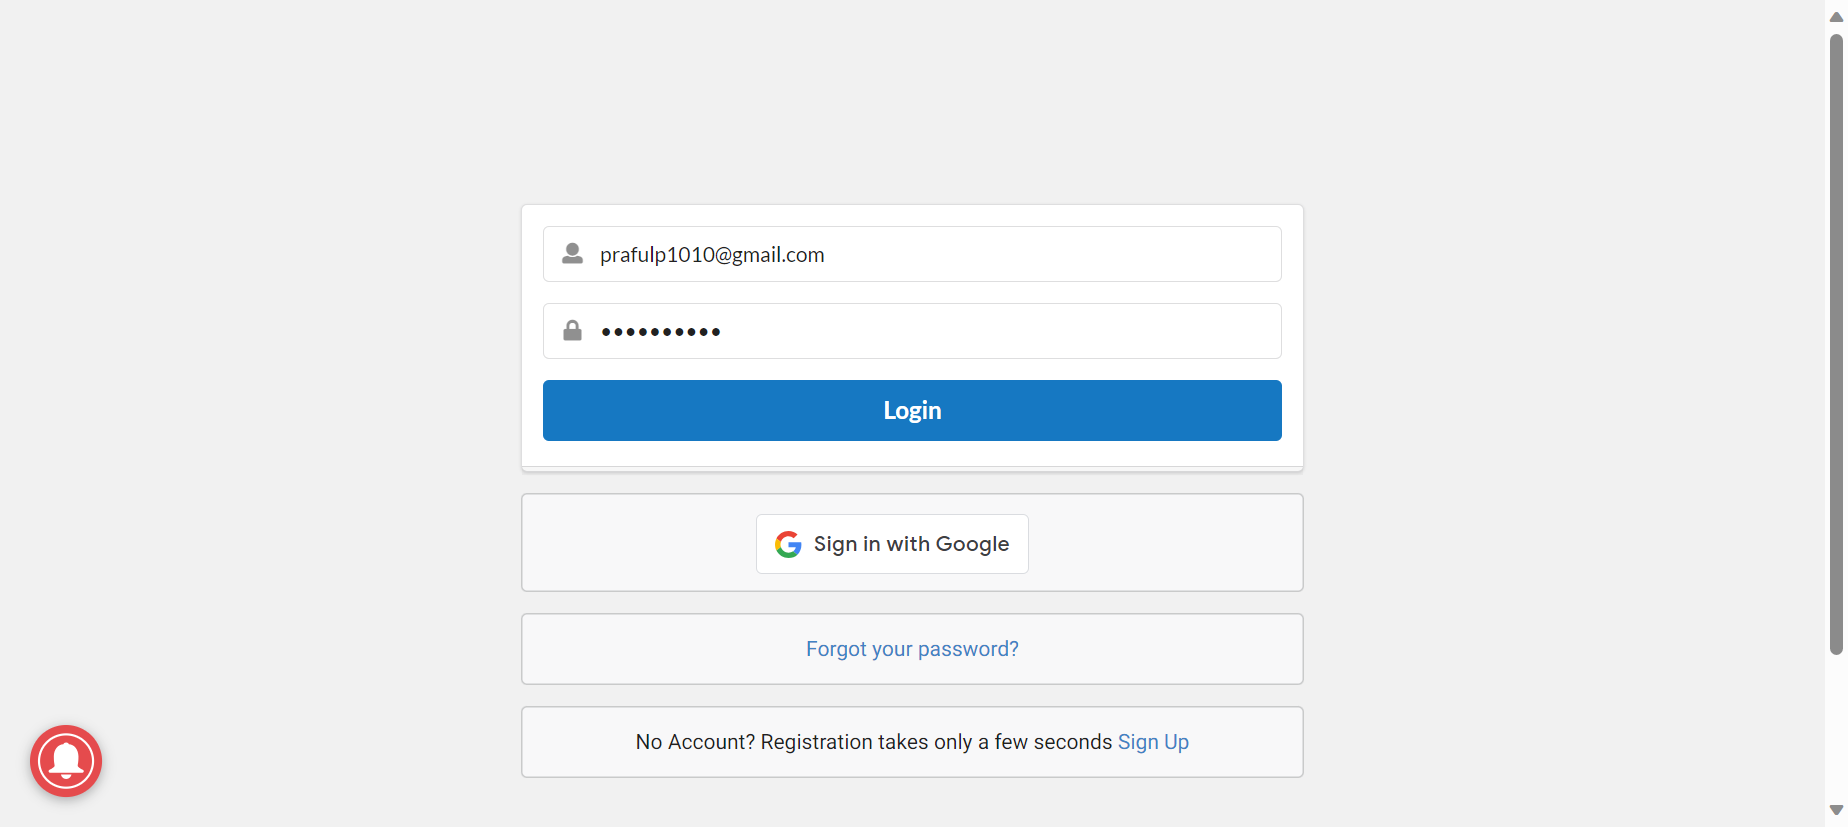 prafulp1010@gmail.com
••••••••••
Login
Sign in with Google
Forgot your password?
No Account? Registration takes only a few seconds Sign Up